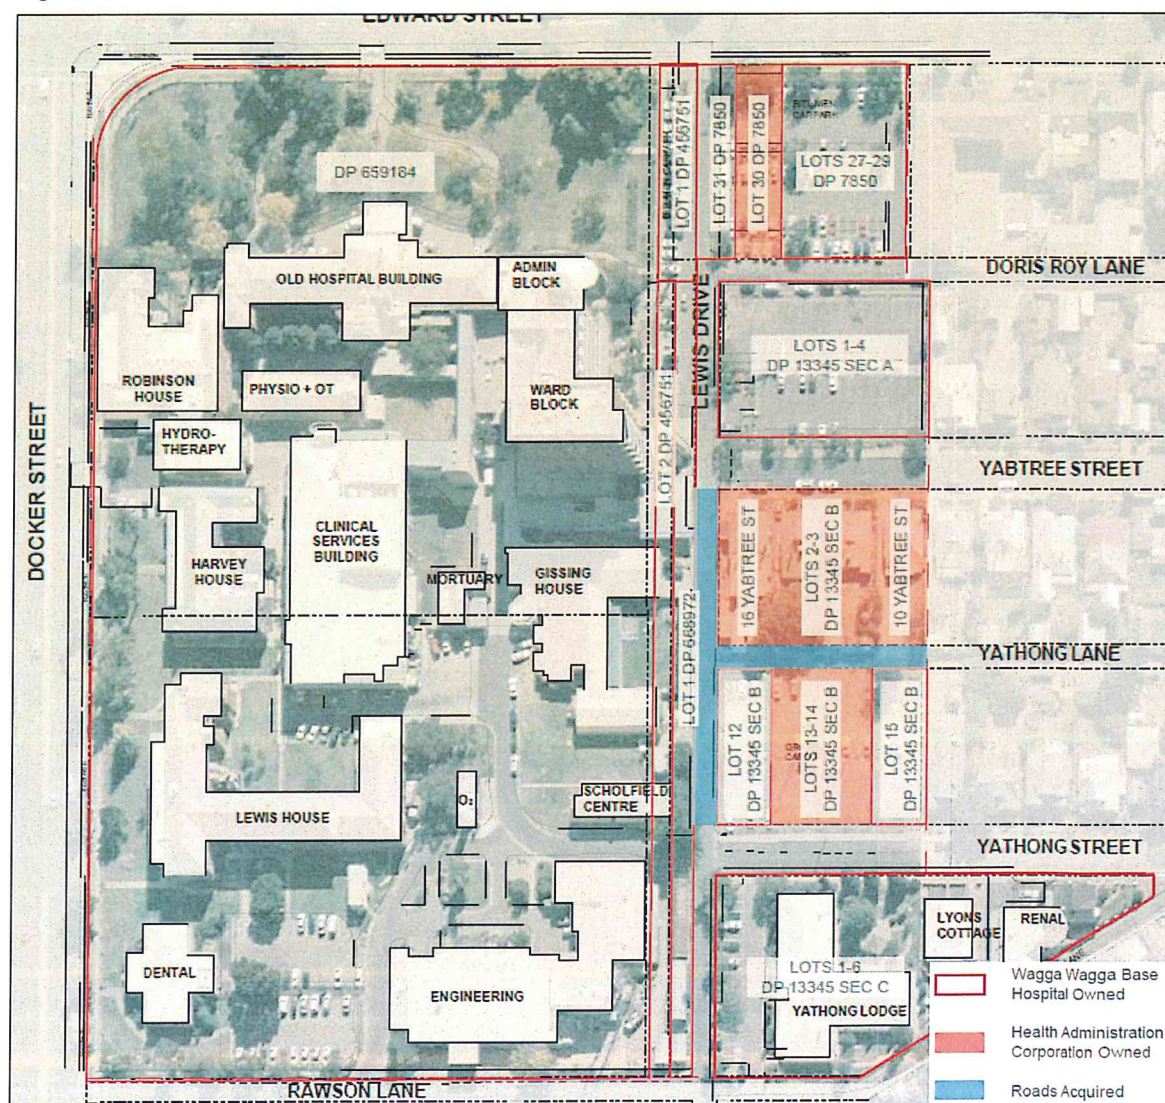 EDWARD STREET
DP 659184
LOT 1 DP 456751
LOT 31 DP 7850
LOT 30 DP 7850
BITUMEN
CARPARK
LOTS 27-29
DP 7850
DORIS ROY LANE
OLD HOSPITAL BUILDING
ADMIN
BLOCK
LEWIS DRIVE
LOTS 1-4
DP 13345 SEC A
ROBINSON
HOUSE
PHYSIO + OT
WARD
BLOCK
LOT 2 DP 456751
DOCKER STREET
HYDRO-
THERAPY
YABTREE STREET
HARVEY
HOUSE
CLINICAL
SERVICES
BUILDING
MORTUARY
GISSING
HOUSE
16 YABTREE ST
LOTS 2-3
DP 13345 SEC B
10 YABTREE ST
LOT 1 DP 668972
YATHONG LANE
LOT 12
DP 13345 SEC B
LOTS 13-14
DP 13345 SEC B
LOT 15
DP 13345 SEC B
LEWIS HOUSE
O₂
SCHOLFIELD
CENTRE
YATHONG STREET
DENTAL
ENGINEERING
LOTS 1-6
DP 13345 SEC C
YATHONG LODGE
LYONS
COTTAGE
RENAL
LANE
RAWSON LANE
Wagga Wagga Base
Hospital Owned
Health Administration
Corporation Owned
Roads Acquired